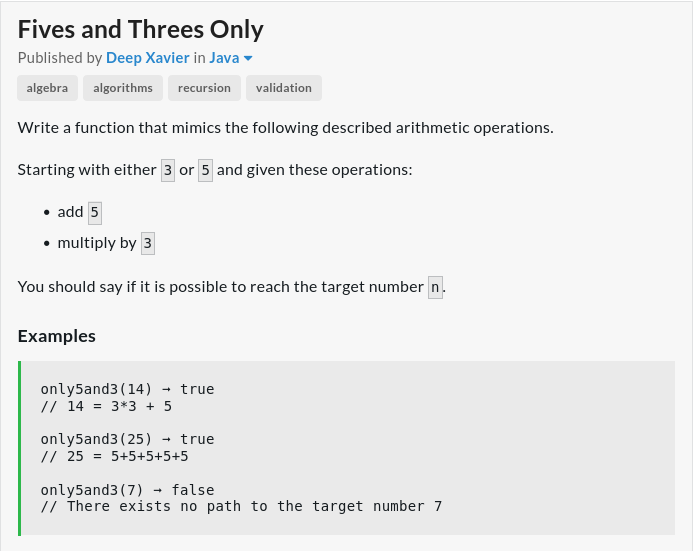 Fives and Threes Only
Published by Deep Xavier in Java
algebra algorithms recursion validation
Write a function that mimics the following described arithmetic operations.
Starting with either 3 or 5 and given these operations:
• add 5
• multiply by 3
You should say if it is possible to reach the target number n.
Examples
only5and3(14) → true
// 14 = 3*3 + 5
only5and3(25) → true
// 25 = 5+5+5+5+5
only5and3(7) → false
// There exists no path to the target number 7